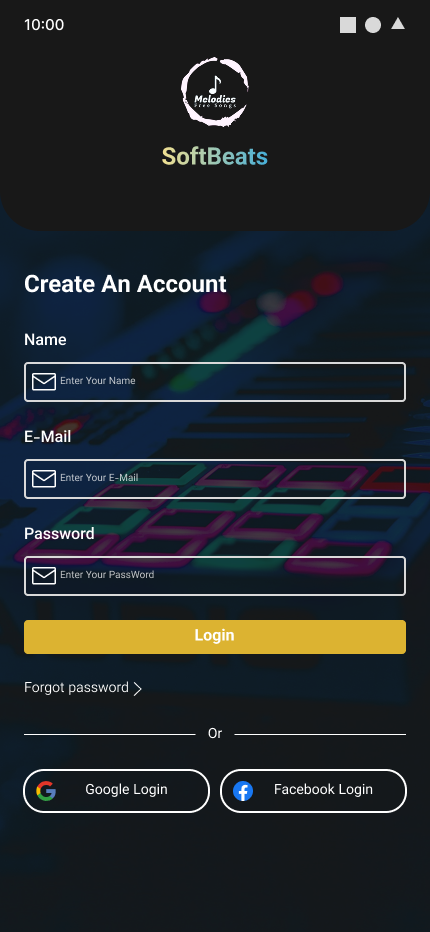 10:00
Melodies
Free Songs
SoftBeats
Create An Account
Name
Enter Your Name
E-Mail
Enter Your E-Mail
Password
Enter Your PassWord
Login
Forgot password
Or
Google Login
Facebook Login